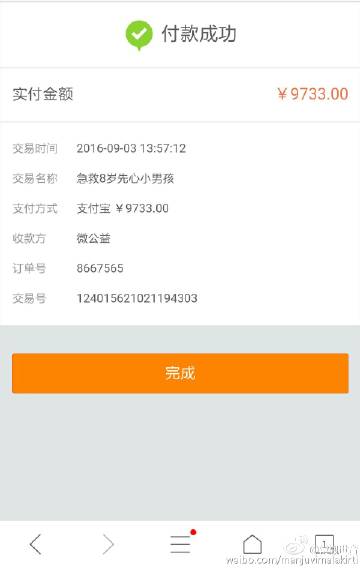 付款成功
实付金额 ￥9733.00
交易时间 2016-09-03 13:57:12
交易名称 急救8岁先心小男孩
支付方式 支付宝 ￥9733.00
收款方 微公益
订单号 8667565
交易号 124015621021194303
完成
1
weibo.com/manjuvimalakirti